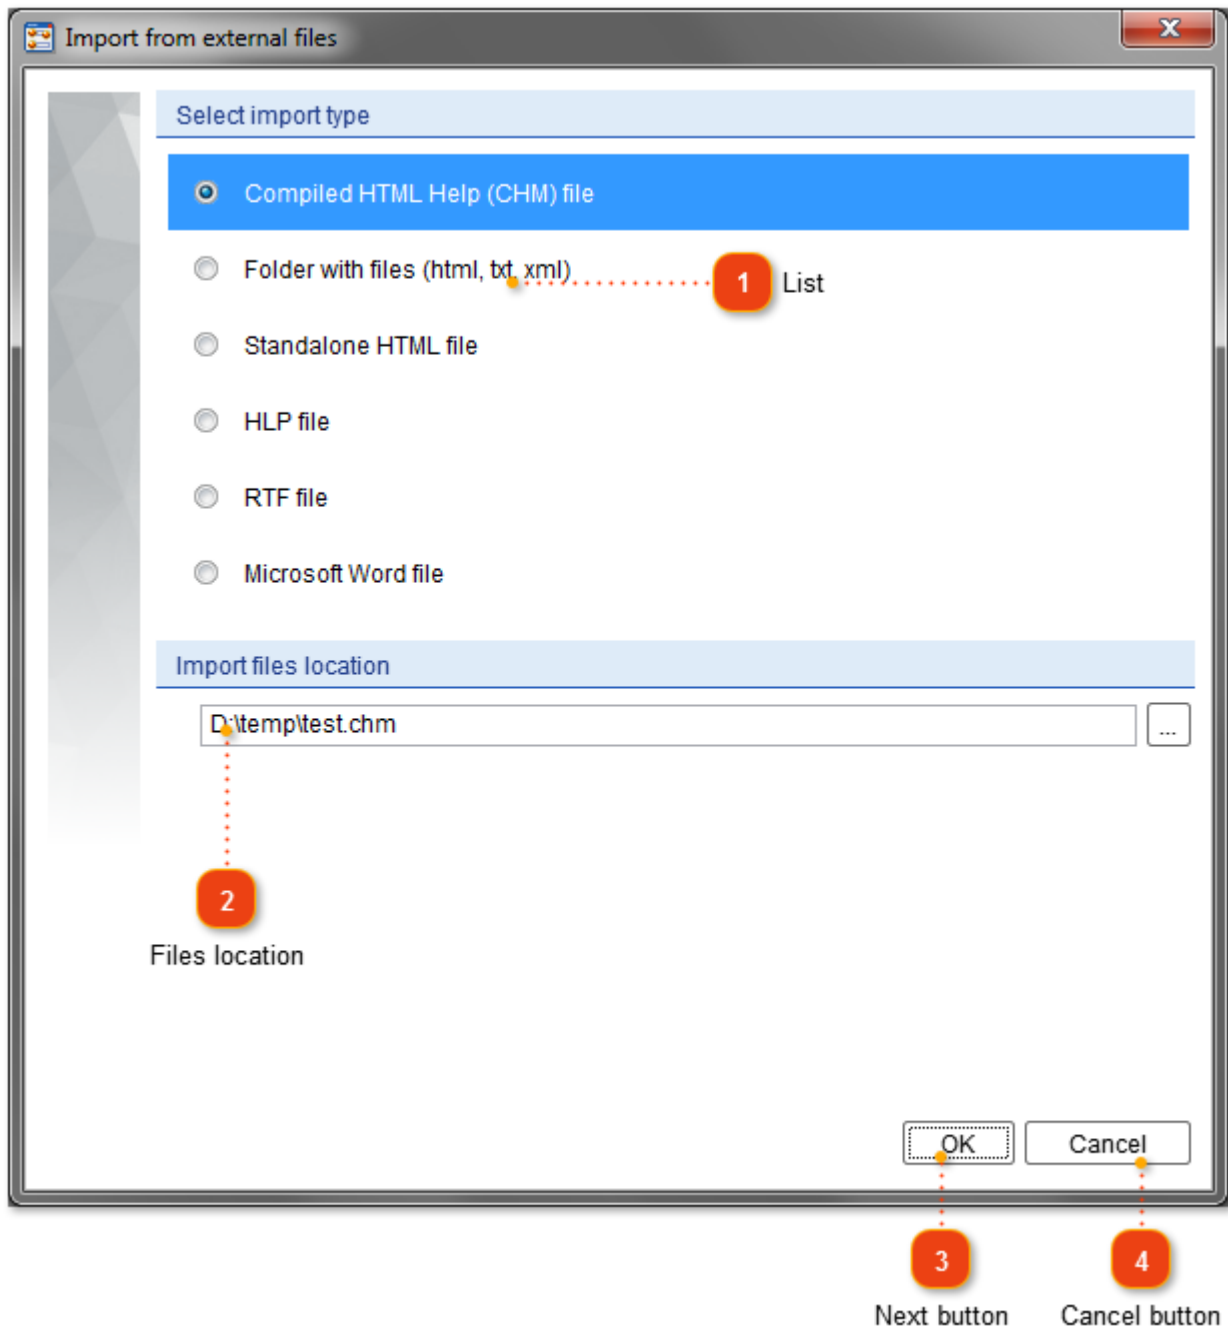 Import from external files
Select import type
Compiled HTML Help (CHM) file
Folder with files (html, txt, xml)
1 List
Standalone HTML file
HLP file
RTF file
Microsoft Word file
Import files location
D:\temp\test.chm ...
2
Files location
OK Cancel
3 4
Next button Cancel button